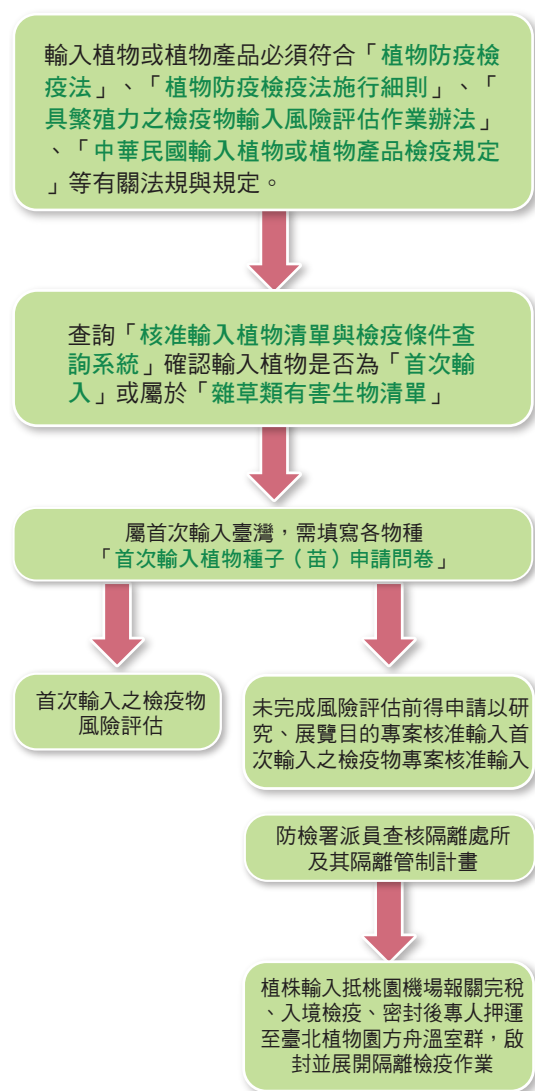 輸入植物或植物產品必須符合「植物防疫檢
疫法」、「植物防疫檢疫法施行細則」、「
具繁殖力之檢疫物輸入風險評估作業辦法」
、「中華民國輸入植物或植物產品檢疫規定
」等有關法規與規定。
查詢「核准輸入植物清單與檢疫條件查
詢系統」確認輸入植物是否為「首次輸
入」或屬於「雜草類有害生物清單」
屬首次輸入臺灣，需填寫各物種
「首次輸入植物種子（苗）申請問卷」
首次輸入之檢疫物
風險評估
未完成風險評估前得申請以研
究、展覽目的專案核准輸入首
次輸入之檢疫物專案核准輸入
防檢署派員查核隔離處所
及其隔離管制計畫
植株輸入抵桃園機場報關完稅
、入境檢疫、密封後專人押運
至臺北植物園方舟溫室群，啟
封並展開隔離檢疫作業